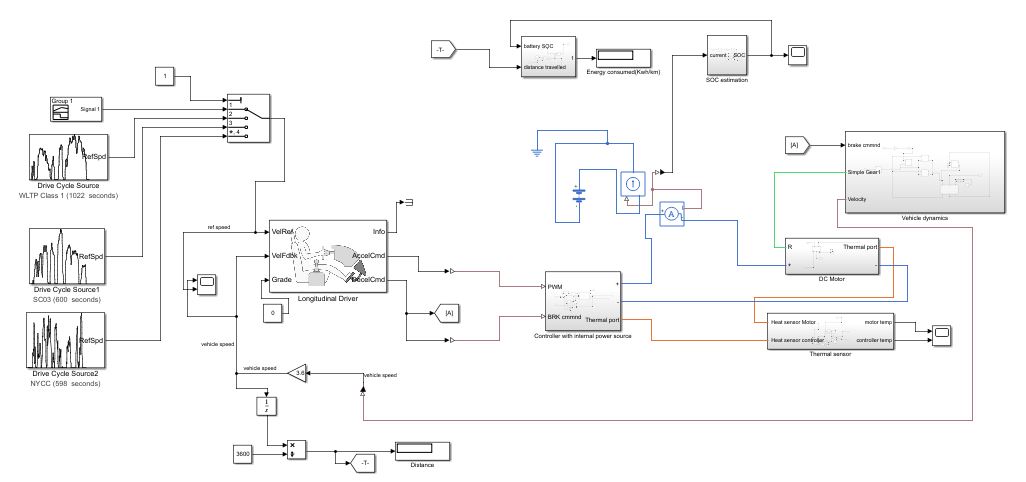 -T-
battery SOC
distance travelled
1
Energy consumed(Kwh/km)
current
SOC
SOC estimation
1
Group 1
Signal 1
1
2
3
*, 4
RefSpd
Drive Cycle Source
WLTP Class 1 (1022 seconds)
[A]
brake cmmnd
Simple Gear1
Velocity
Vehicle dynamics
1
A
ref speed
VelRef
VelFdbk
Grade
Info
AccelCmd
DecelCmd
Longitudinal Driver
RefSpd
Drive Cycle Source1
SC03 (600 seconds)
0
[A]
PWM
BRK cmmnd
+
-
Thermal port
Controller with internal power source
R
+
Thermal port
-
DC Motor
Heat sensor Motor
Heat sensor controller
motor temp
controller temp
Thermal sensor
RefSpd
Drive Cycle Source2
NYCC (598 seconds)
vehicle speed
vehicle speed
3.6
vehicle speed
1
s
3600
×
÷
-T-
Distance